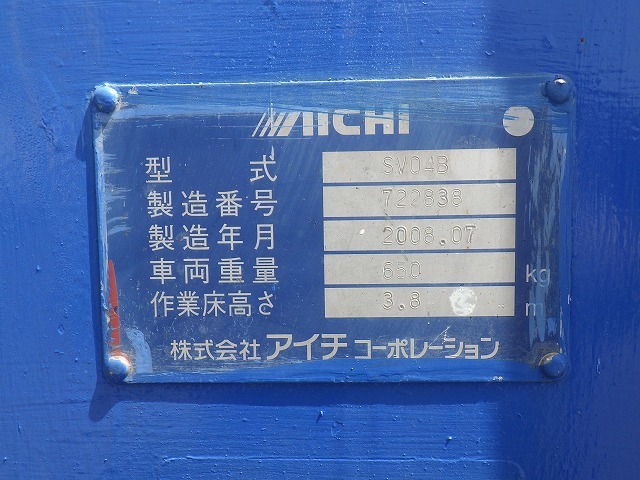 AICHI
型式 SV04B
製造番号 722838
製造年月 2008.07
車両重量 650 kg
作業床高さ 3.8 m
株式会社 アイチ コーポレーション